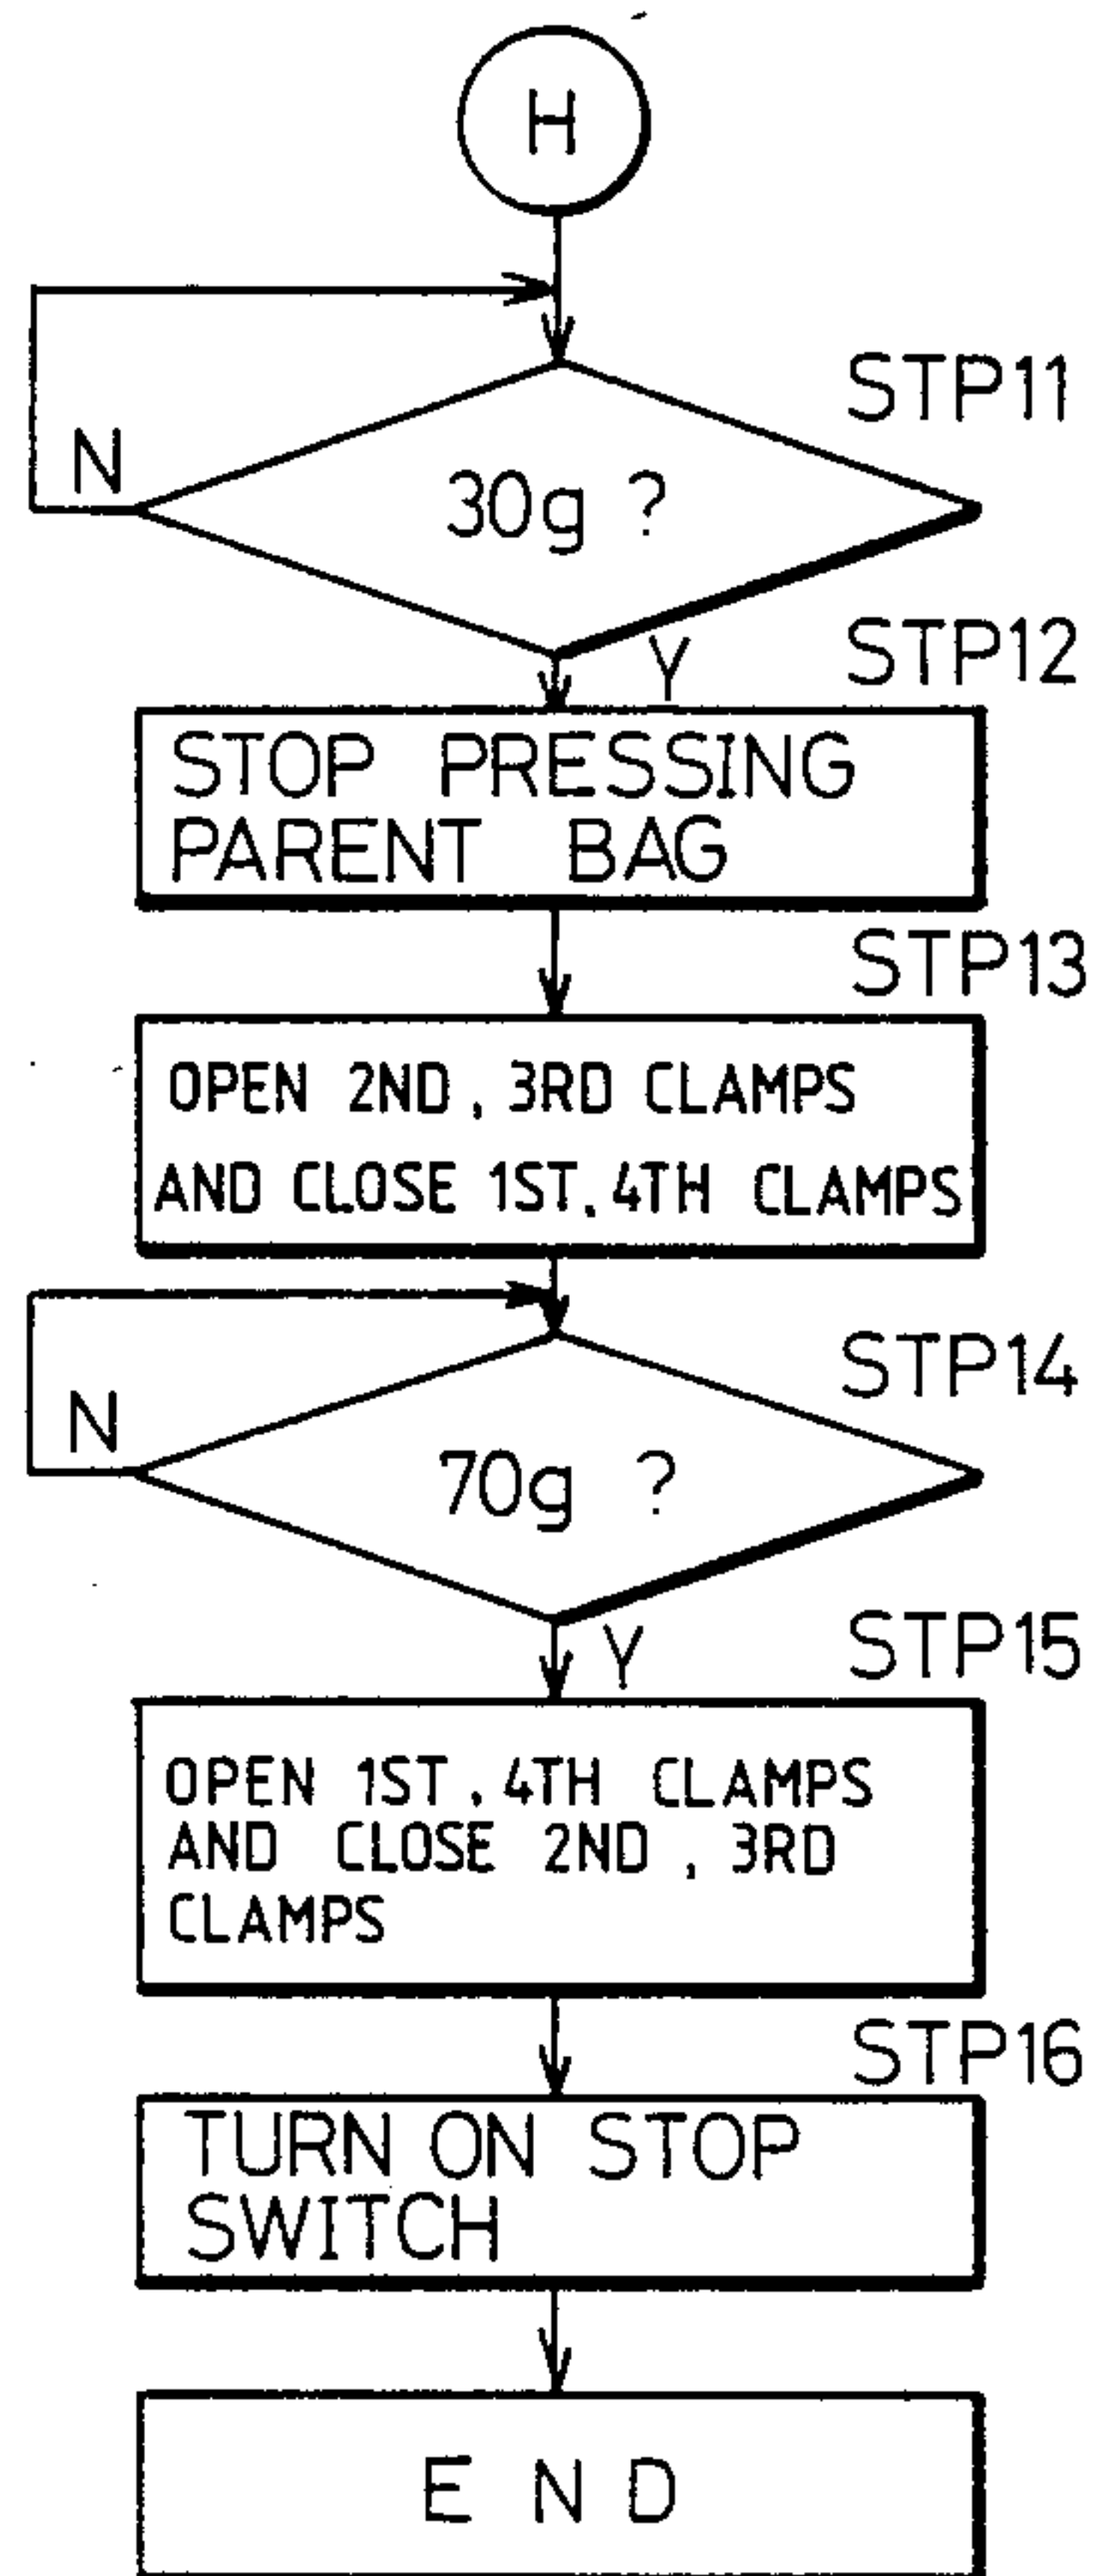 H
STP11
N
30g ?
Y
STP12
STOP PRESSING
PARENT BAG
STP13
OPEN 2ND, 3RD CLAMPS
AND CLOSE 1ST, 4TH CLAMPS
STP14
N
70g ?
Y
STP15
OPEN 1ST, 4TH CLAMPS
AND CLOSE 2ND, 3RD
CLAMPS
STP16
TURN ON STOP
SWITCH
END